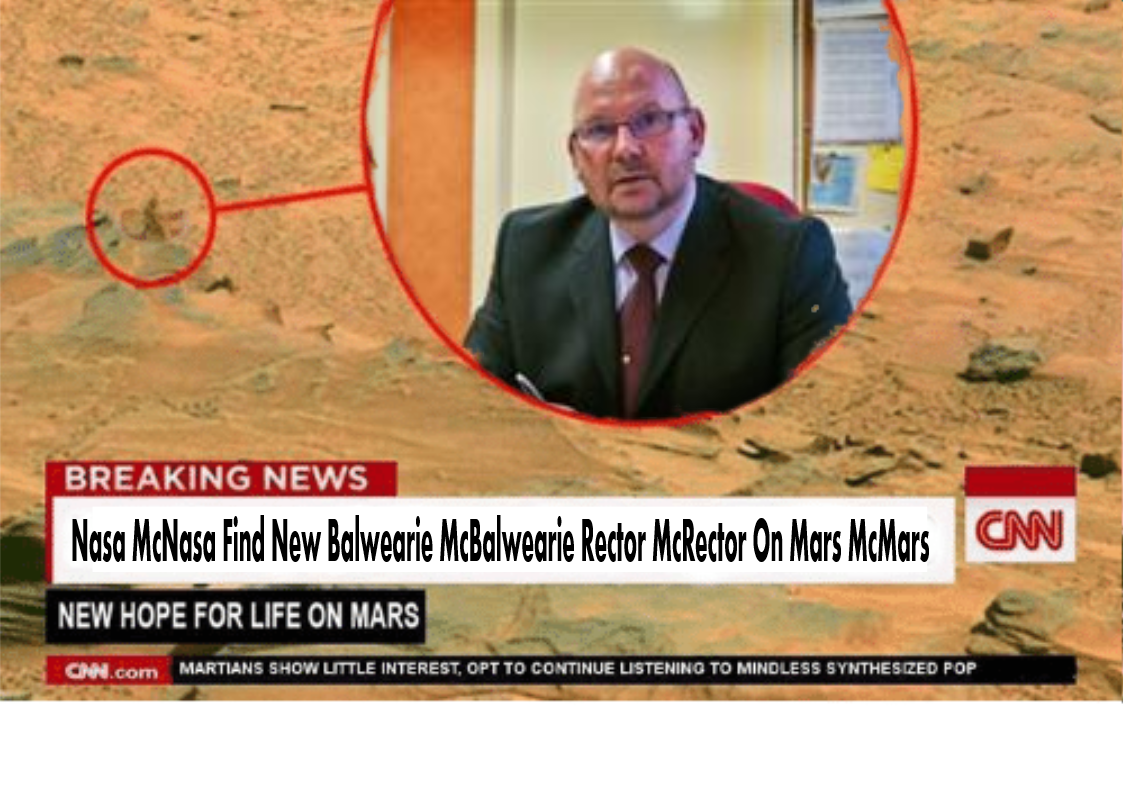 BREAKING NEWS
Nasa McNasa Find New Balwearie McBalwearie Rector McRector On Mars McMars
CNN
NEW HOPE FOR LIFE ON MARS
CNN.com MARTIANS SHOW LITTLE INTEREST, OPT TO CONTINUE LISTENING TO MINDLESS SYNTHESIZED POP